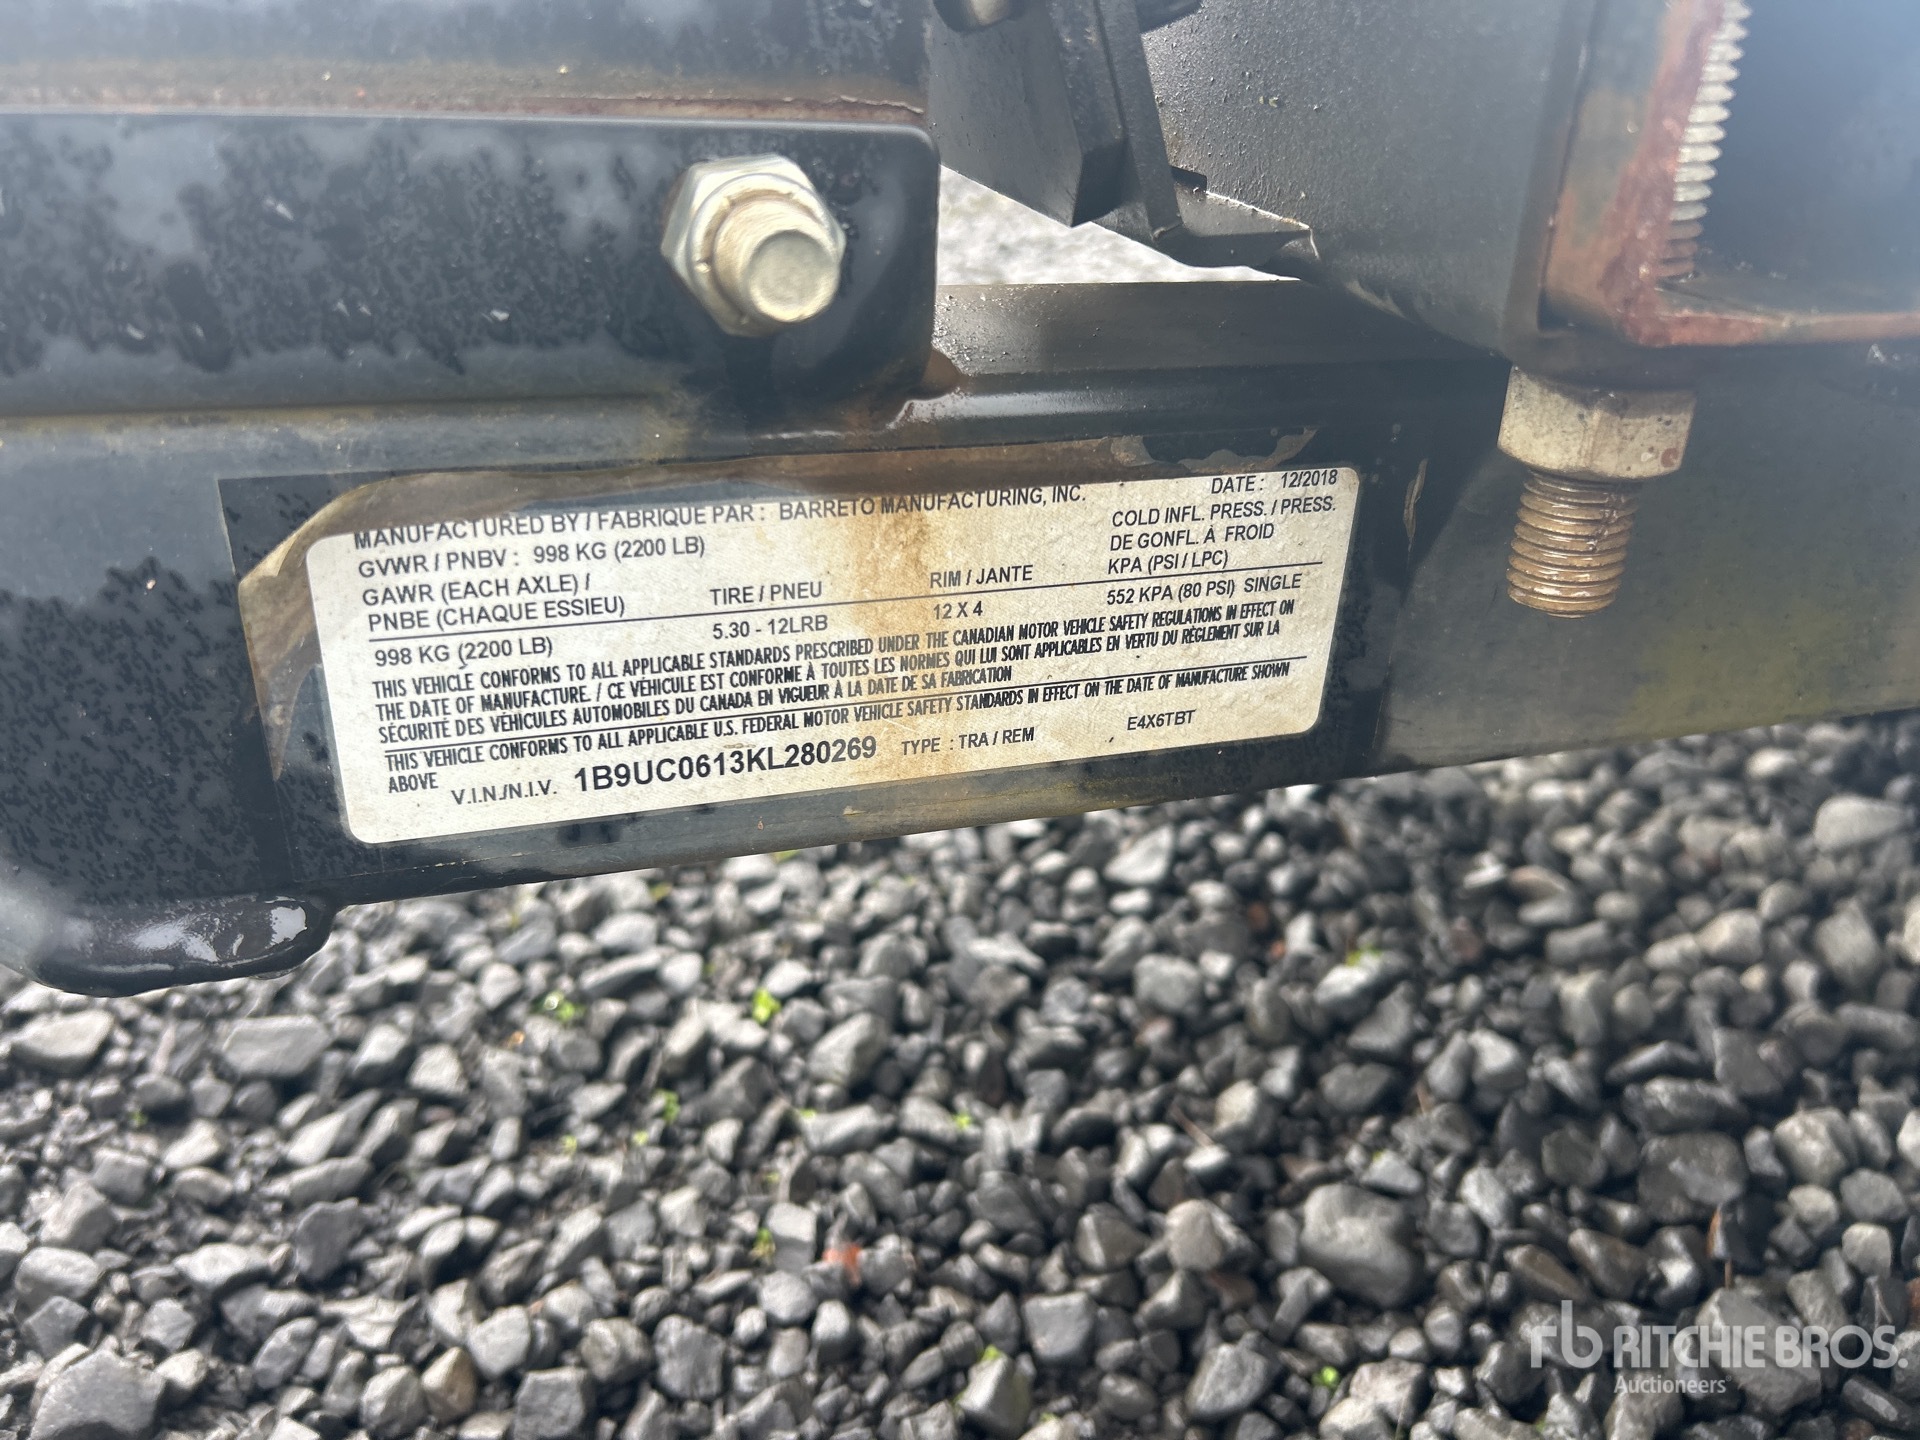 MANUFACTURED BY / FABRIQUE PAR : BARRETO MANUFACTURING, INC. DATE : 12/2018
GVWR / PNBV : 998 KG (2200 LB) COLD INFL. PRESS. / PRESS.
GAWR (EACH AXLE) / DE GONFL. À FROID
PNBE (CHAQUE ESSIEU) TIRE / PNEU RIM / JANTE KPA (PSI / LPC)
998 KG (2200 LB) 5.30 - 12LRB 12 X 4 552 KPA (80 PSI) SINGLE
THIS VEHICLE CONFORMS TO ALL APPLICABLE STANDARDS PRESCRIBED UNDER THE CANADIAN MOTOR VEHICLE SAFETY REGULATIONS IN EFFECT ON
THE DATE OF MANUFACTURE. / CE VÉHICULE EST CONFORME À TOUTES LES NORMES QUI LUI SONT APPLICABLES EN VERTU DU RÈGLEMENT SUR LA
SÉCURITÉ DES VÉHICULES AUTOMOBILES DU CANADA EN VIGUEUR À LA DATE DE SA FABRICATION
THIS VEHICLE CONFORMS TO ALL APPLICABLE U.S. FEDERAL MOTOR VEHICLE SAFETY STANDARDS IN EFFECT ON THE DATE OF MANUFACTURE SHOWN
ABOVE
V.I.N./N.I.V. 1B9UC0613KL280269 TYPE : TRA / REM E4X6TBT
rb RITCHIE BROS.
Auctioneers